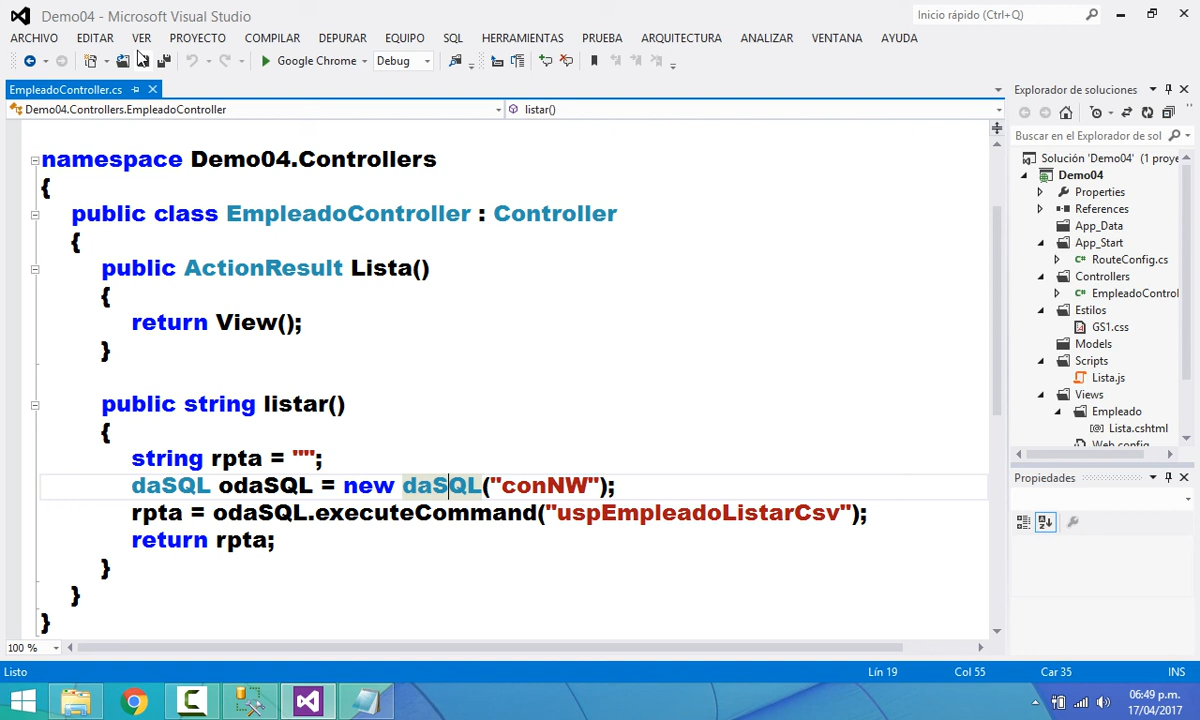 Demo04 - Microsoft Visual Studio
Inicio rápido (Ctrl+Q)
ARCHIVO EDITAR VER PROYECTO COMPILAR DEPURAR EQUIPO SQL HERRAMIENTAS PRUEBA ARQUITECTURA ANALIZAR VENTANA AYUDA
Google Chrome Debug
EmpleadoController.cs
Demo04.Controllers.EmpleadoController
listar()
namespace Demo04.Controllers
{
public class EmpleadoController : Controller
{
public ActionResult Lista()
{
return View();
}
public string listar()
{
string rpta = "";
daSQL odaSQL = new daSQL("conNW");
rpta = odaSQL.executeCommand("uspEmpleadoListarCsv");
return rpta;
}
}
}
100 %
Explorador de soluciones
Buscar en el Explorador de sol
Solución 'Demo04' (1 proye
Demo04
Properties
References
App_Data
App_Start
RouteConfig.cs
Controllers
EmpleadoControl
Estilos
GS1.css
Models
Scripts
Lista.js
Views
Empleado
Lista.cshtml
Web.config
Propiedades
Listo
Lín 19
Col 55
Car 35
INS
06:49 p.m.
17/04/2017